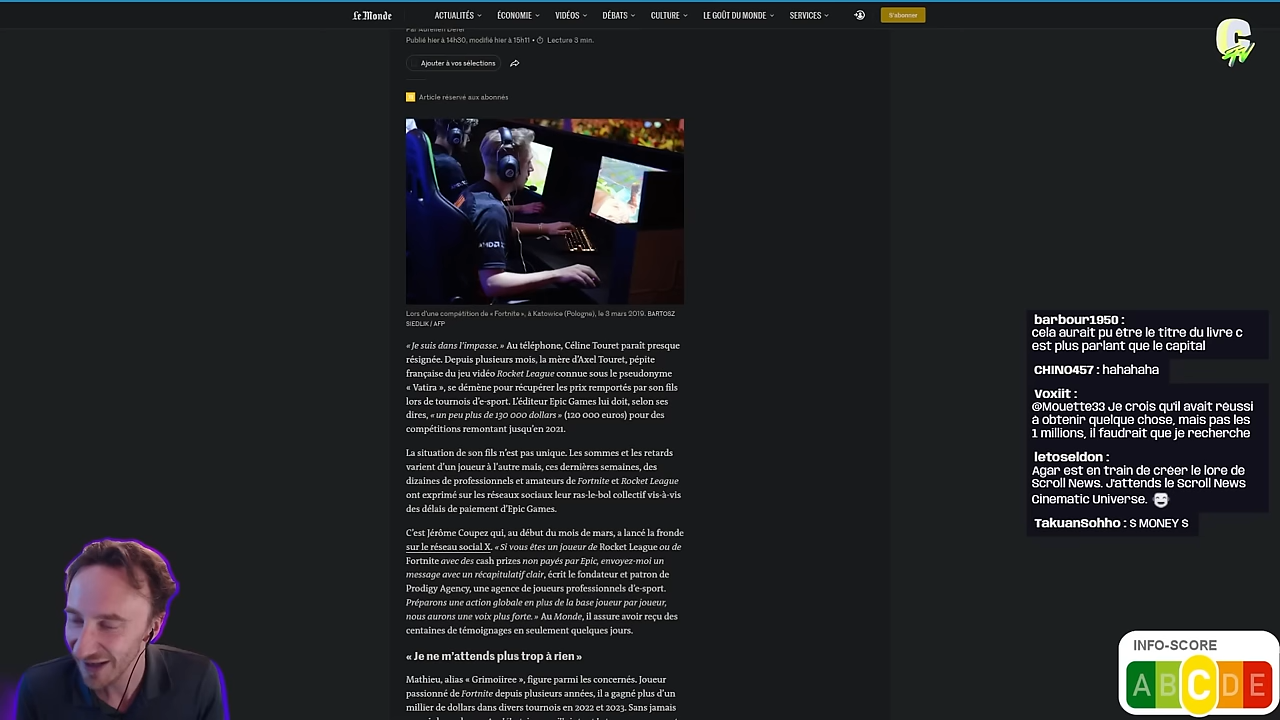 Le Monde
ACTUALITÉS
ÉCONOMIE
VIDÉOS
DÉBATS
CULTURE
LE GOÛT DU MONDE
SERVICES
S'abonner
Publié hier à 14h30, modifié hier à 15h11 • Lecture 3 min.
Ajouter à vos sélections
Article réservé aux abonnés
AMDA
Lors d'une compétition de « Fortnite », à Katowice (Pologne), le 3 mars 2019. BARTOSZ
SIEDLIK / AFP
« Je suis dans l'impasse. » Au téléphone, Céline Touret paraît presque
résignée. Depuis plusieurs mois, la mère d'Axel Touret, pépite
française du jeu vidéo Rocket League connue sous le pseudonyme
« Vatira », se démène pour récupérer les prix remportés par son fils
lors de tournois d'e-sport. L'éditeur Epic Games lui doit, selon ses
dires, « un peu plus de 130 000 dollars » (120 000 euros) pour des
compétitions remontant jusqu'en 2021.
La situation de son fils n'est pas unique. Les sommes et les retards
varient d'un joueur à l'autre mais, ces dernières semaines, des
dizaines de professionnels et amateurs de Fortnite et Rocket League
ont exprimé sur les réseaux sociaux leur ras-le-bol collectif vis-à-vis
des délais de paiement d'Epic Games.
C'est Jérôme Coupez qui, au début du mois de mars, a lancé la fronde
sur le réseau social X. « Si vous êtes un joueur de Rocket League ou de
Fortnite avec des cash prizes non payés par Epic, envoyez-moi un
message avec un récapitulatif clair, écrit le fondateur et patron de
Prodigy Agency, une agence de joueurs professionnels d'e-sport.
Préparons une action globale en plus de la base joueur par joueur,
nous aurons une voix plus forte. » Au Monde, il assure avoir reçu des
centaines de témoignages en seulement quelques jours.
« Je ne m'attends plus trop à rien »
Mathieu, alias « Grimoiiree », figure parmi les concernés. Joueur
passionné de Fortnite depuis plusieurs années, il a gagné plus d'un
millier de dollars dans divers tournois en 2022 et 2023. Sans jamais
C
TV
barbour1950 :
cela aurait pu être le titre du livre c
est plus parlant que le capital
CHINO457 : hahahaha
Voxiit :
@Mouette33 Je crois qu'il avait réussi
à obtenir quelque chose, mais pas les
1 millions, il faudrait que je recherche
letoseldon :
Agar est en train de créer le lore de
Scroll News. J'attends le Scroll News
Cinematic Universe.
TakuanSohho : $ MONEY $
INFO-SCORE
A B C D E